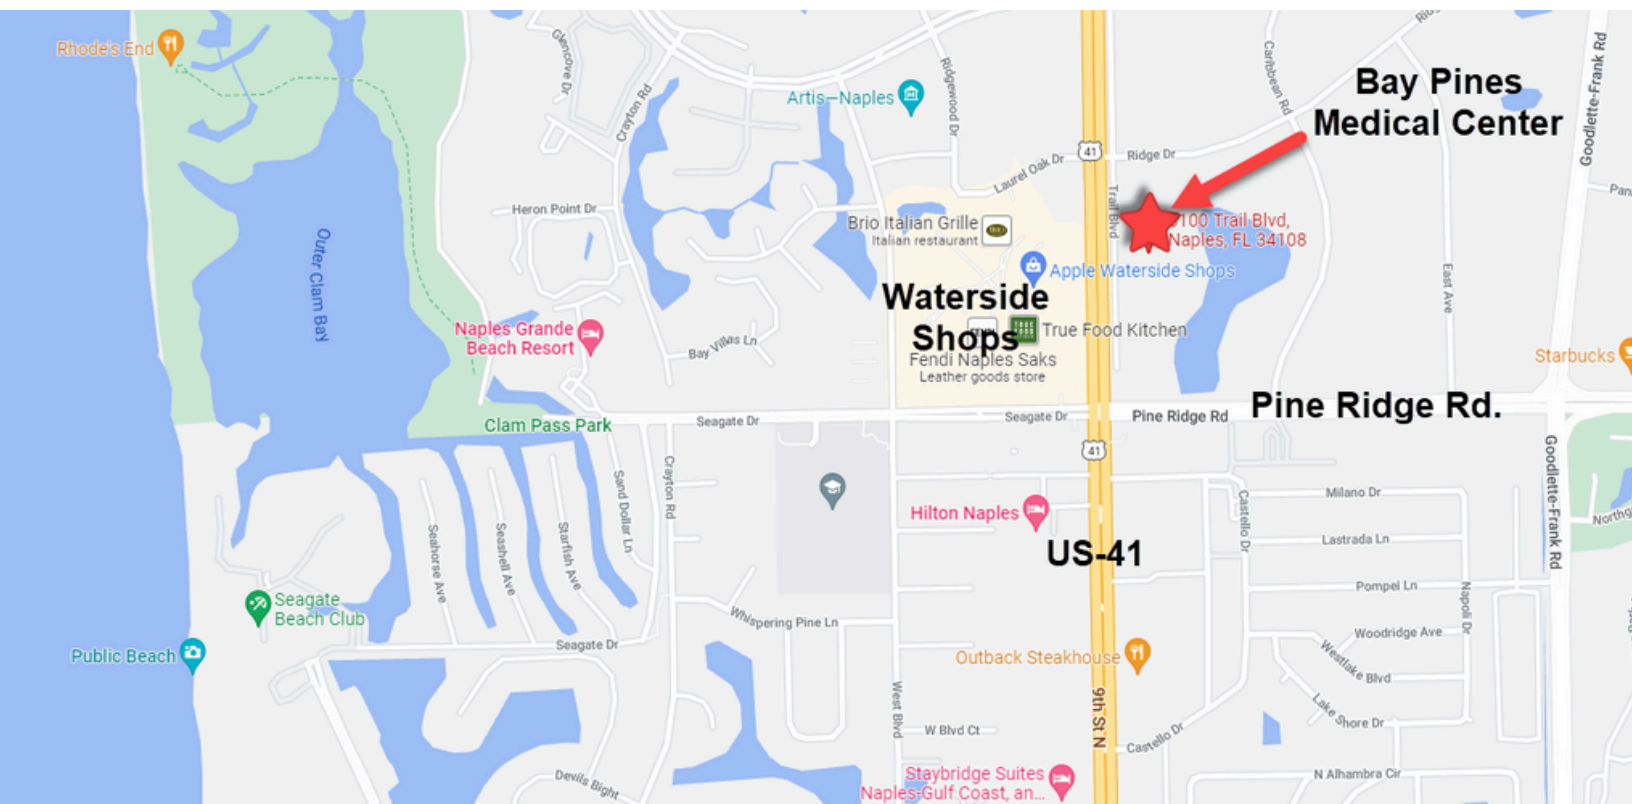 Rhode's End
Glencove Dr
Crayton Rd
Artis—Naples
Ridgewood Dr
Caribbean Rd
Goodlette-Frank Rd
Bay Pines
Medical Center
41
Ridge Dr
Laurel Oak Dr
Trail Blvd
Heron Point Dr
Outer Clam Bay
Brio Italian Grille
Italian restaurant
100 Trail Blvd,
Naples, FL 34108
Apple Waterside Shops
East Ave
Waterside
Shops
Naples Grande
Beach Resort
Bay Villas Ln
True Food Kitchen
Fendi Naples Saks
Leather goods store
Starbucks
Clam Pass Park
Seagate Dr
Seagate Dr
Pine Ridge Rd
Pine Ridge Rd.
41
Crayton Rd
Sand Dollar Ln
Seahorse Ave
Seashell Ave
Starfish Ave
Hilton Naples
US-41
Castello Dr
Milano Dr
Lastrada Ln
Pompei Ln
Napoli Dr
Goodlette-Frank Rd
Seagate
Beach Club
Public Beach
Whispering Pine Ln
Seagate Dr
Outback Steakhouse
Woodridge Ave
Westlake Blvd
Lake Shore Dr
West Blvd
9th St N
W Blvd Ct
Castello Dr
Devils Bight
Staybridge Suites
Naples-Gulf Coast, an...
N Alhambra Cir